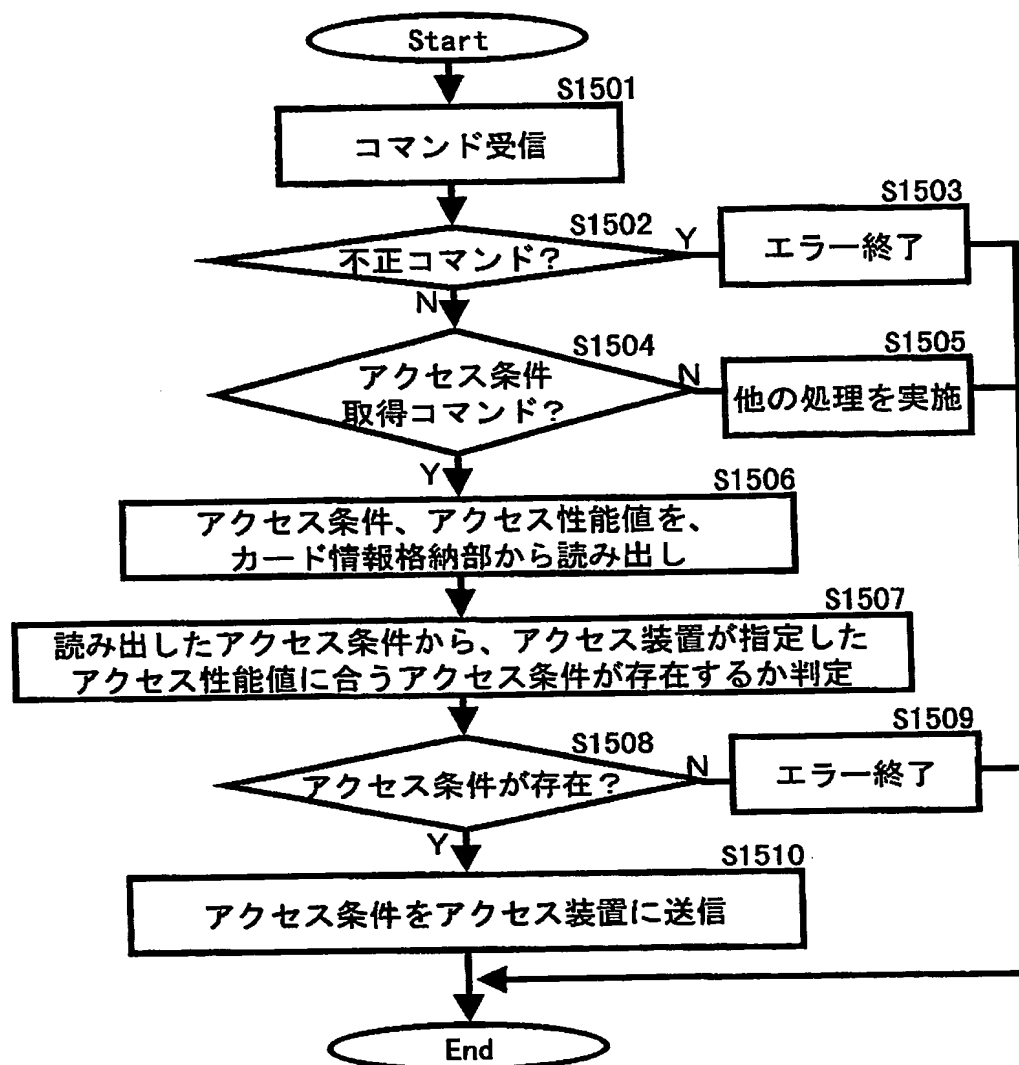 Start
S1501
コマンド受信
S1502
不正コマンド?
Y
N
S1503
エラー終了
S1504
アクセス条件
取得コマンド?
N
Y
S1505
他の処理を実施
S1506
アクセス条件、アクセス性能値を、
カード情報格納部から読み出し
S1507
読み出したアクセス条件から、アクセス装置が指定した
アクセス性能値に合うアクセス条件が存在するか判定
S1508
アクセス条件が存在?
N
Y
S1509
エラー終了
S1510
アクセス条件をアクセス装置に送信
End